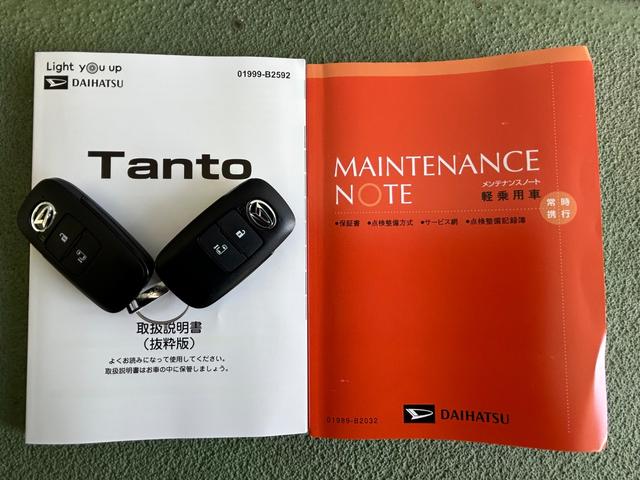 Light you up
DAIHATSU
01999-B2592
Tanto
取扱説明書
（抜粋版）
よくお読みになって使用してください。
取扱説明書はお車の中に保管しましょう。
MAINTENANCE
NOTE
メンテナンスノート
軽乗用車
常時
携行
●保証書 ●点検整備方式 ●サービス網 ●点検整備記録簿
01989-B2032
DAIHATSU